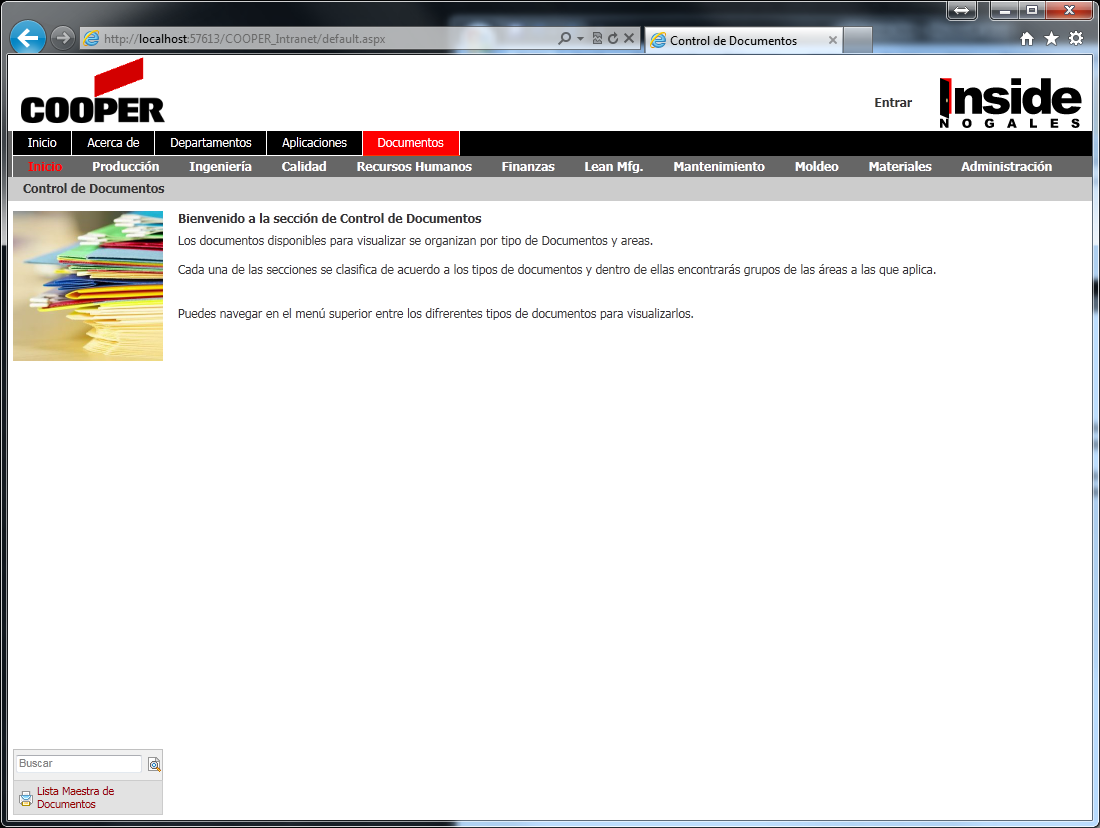 http://localhost:57613/COOPER_Intranet/default.aspx
Control de Documentos
COOPER
Entrar
Inside
NOGALES
Inicio Acerca de Departamentos Aplicaciones Documentos
Inicio Producción Ingeniería Calidad Recursos Humanos Finanzas Lean Mfg. Mantenimiento Moldeo Materiales Administración
Control de Documentos
Bienvenido a la sección de Control de Documentos
Los documentos disponibles para visualizar se organizan por tipo de Documentos y areas.
Cada una de las secciones se clasifica de acuerdo a los tipos de documentos y dentro de ellas encontrarás grupos de las áreas a las que aplica.
Puedes navegar en el menú superior entre los difrerentes tipos de documentos para visualizarlos.
Buscar
Lista Maestra de
Documentos